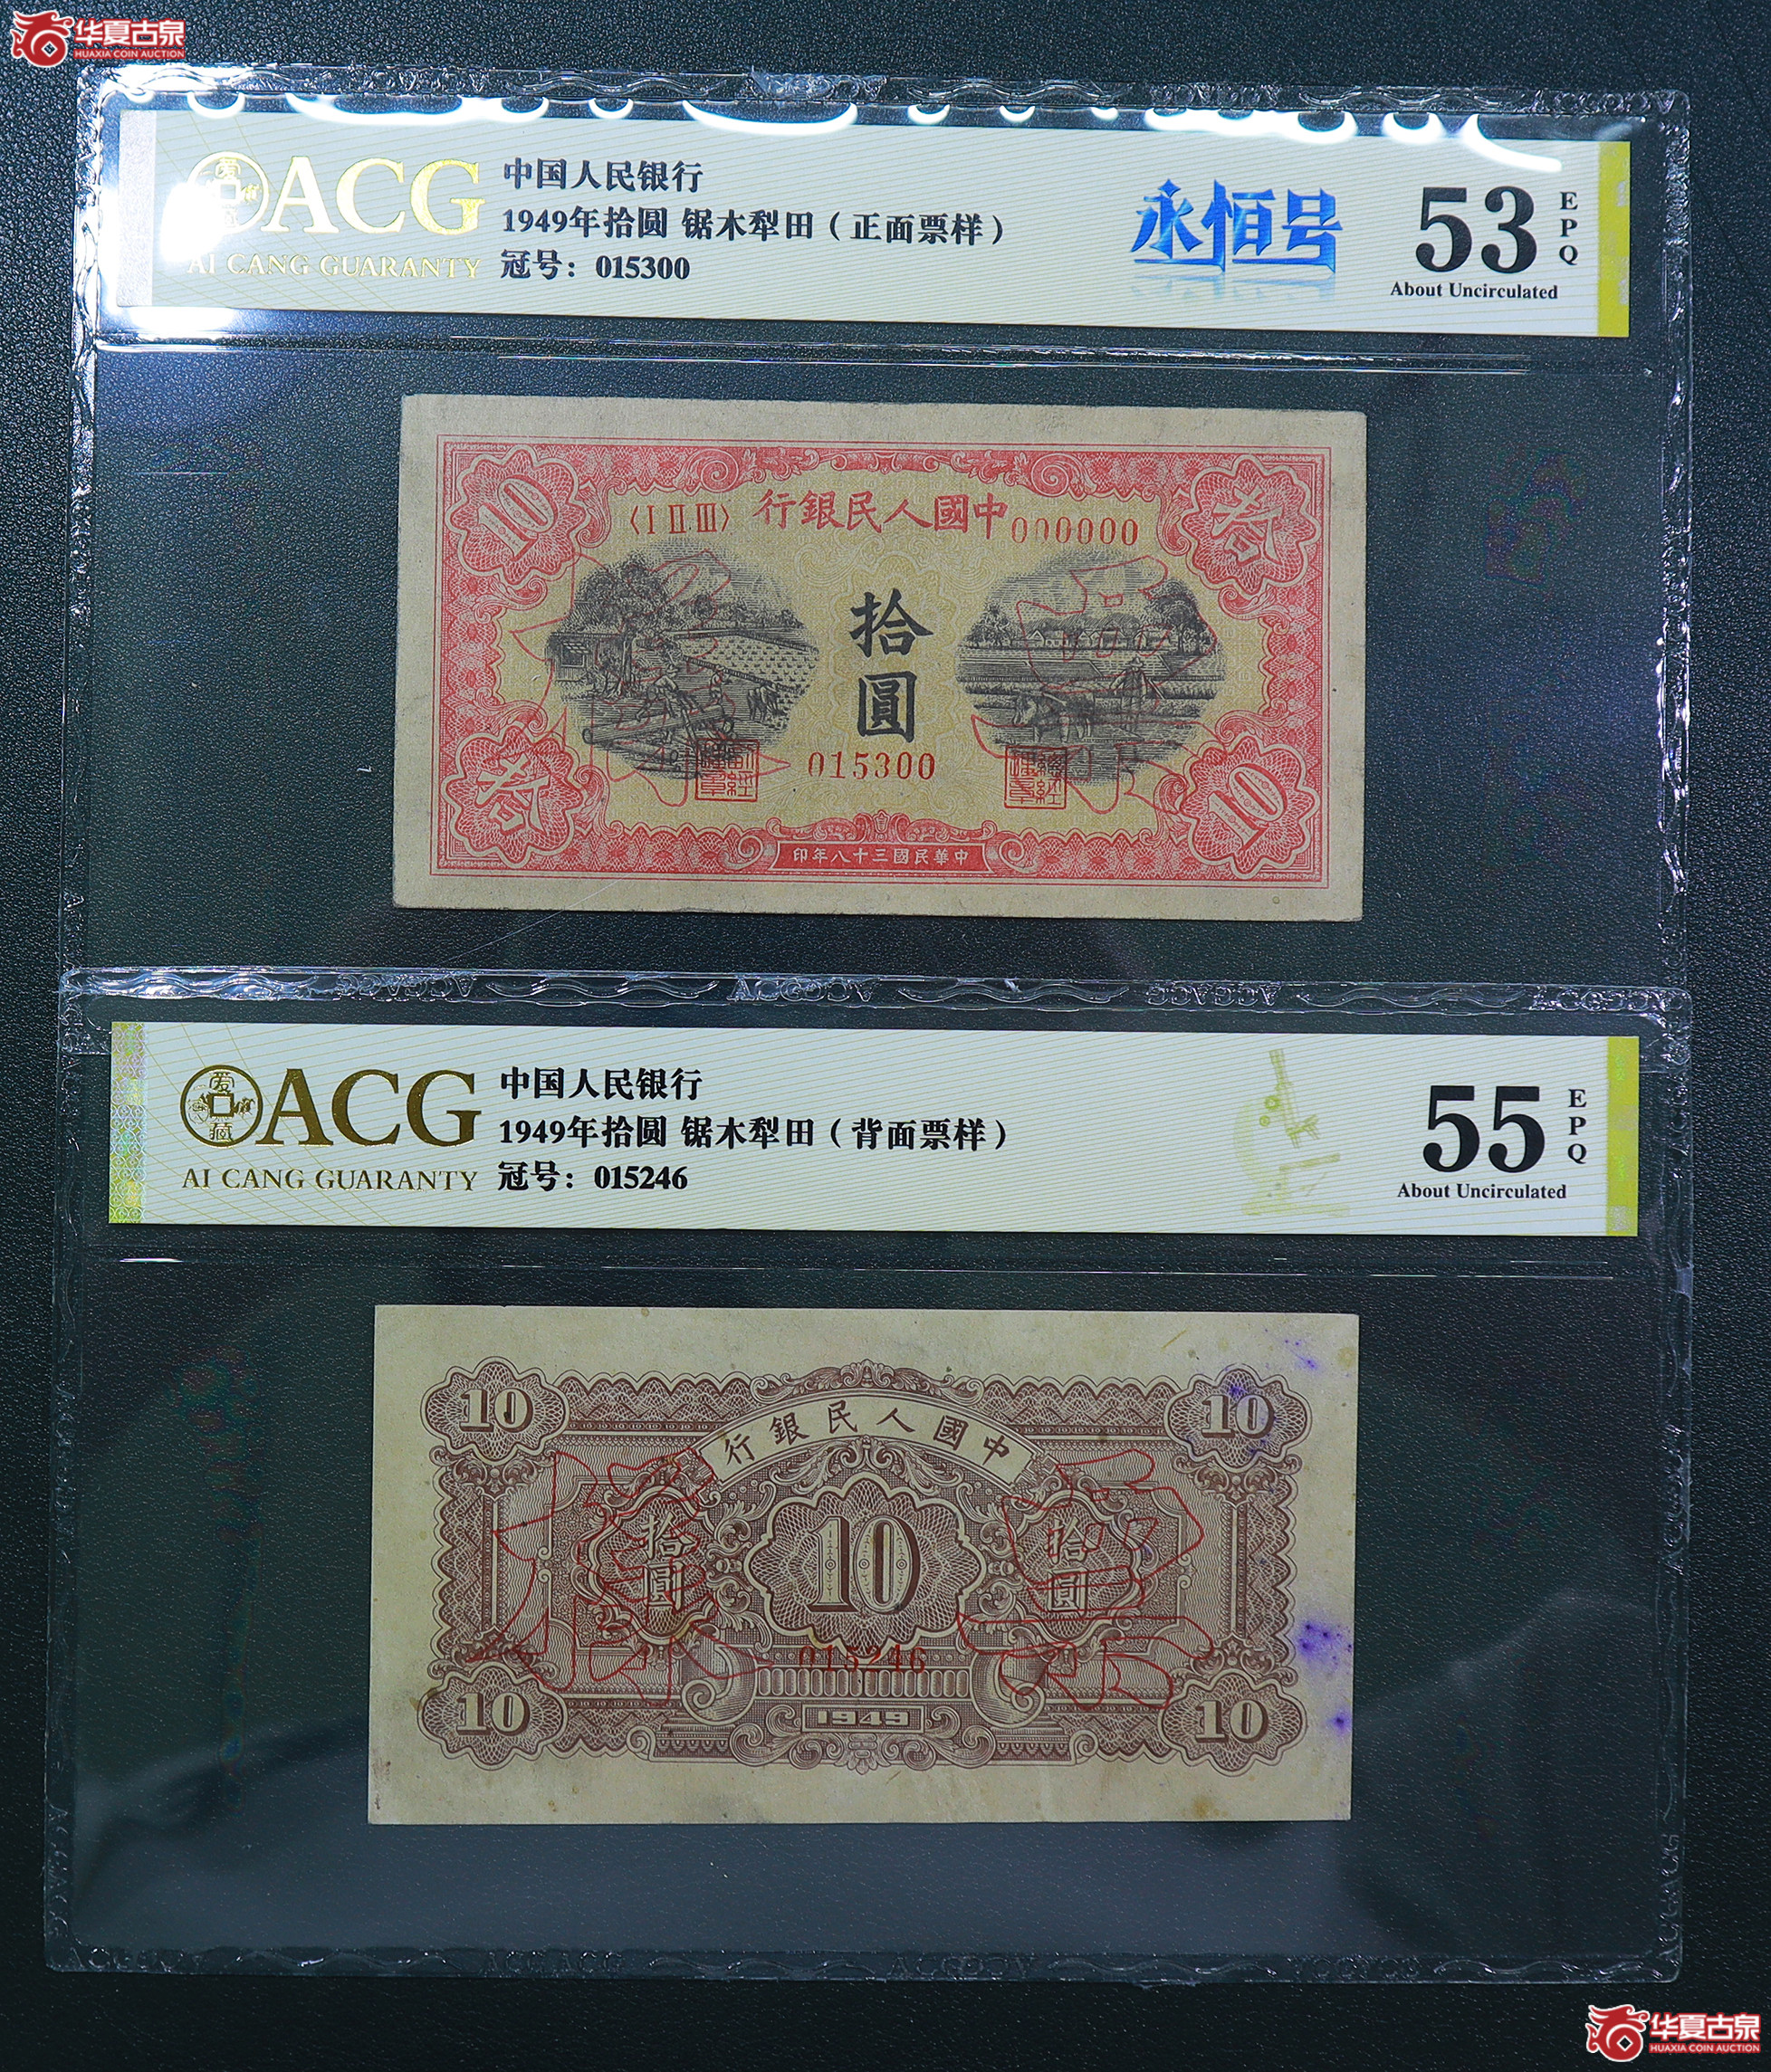 华夏古泉
HUAXIA COIN AUCTION
ACG
AI CANG GUARANTY
中国人民银行
1949年拾圆 锯木犁田（正面票样）
冠号：015300
永恒号
53
EPQ
About Uncirculated
10
〈I II.III〉
行銀民人國中
000000
拾圓
015300
印年八十三國民華中
10
爱藏
ACG
AI CANG GUARANTY
中国人民银行
1949年拾圆 锯木犁田（背面票样）
冠号：015246
55
EPQ
About Uncirculated
10
行銀民人國中
10
樣票
拾圓
10
拾圓
015246
10
1949
10
华夏古泉
HUAXIA COIN AUCTION